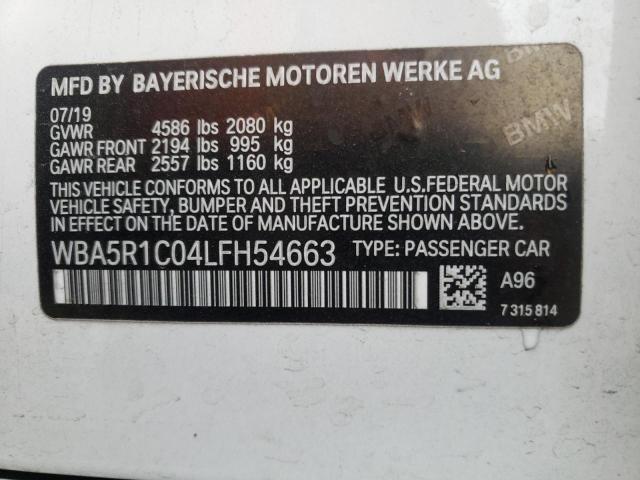 MFD BY BAYERISCHE MOTOREN WERKE AG
07/19
GVWR 4586 lbs 2080 kg
GAWR FRONT 2194 lbs 995 kg
GAWR REAR 2557 lbs 1160 kg
THIS VEHICLE CONFORMS TO ALL APPLICABLE U.S.FEDERAL MOTOR
VEHICLE SAFETY, BUMPER AND THEFT PREVENTION STANDARDS
IN EFFECT ON THE DATE OF MANUFACTURE SHOWN ABOVE.
WBA5R1C04LFH54663 TYPE: PASSENGER CAR
A96
7 315 814
BMW